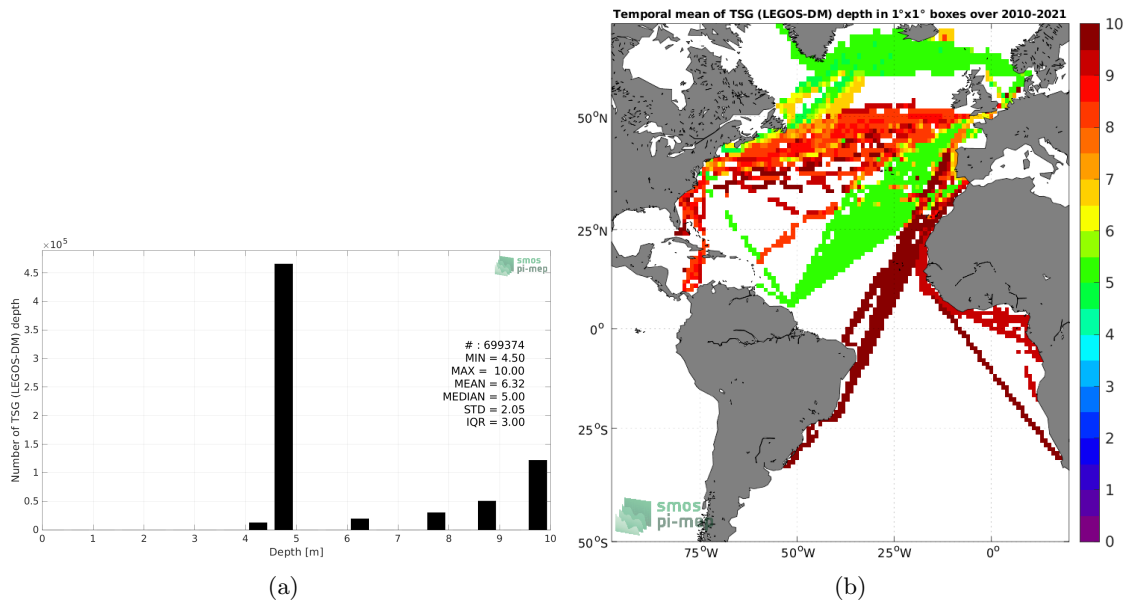 Temporal mean of TSG (LEGOS-DM) depth in 1°x1° boxes over 2010-2021
×10⁵
4.5
4
3.5
3
2.5
2
1.5
1
0.5
0
Number of TSG (LEGOS-DM) depth
smos
pi-mep
# : 699374
MIN = 4.50
MAX = 10.00
MEAN = 6.32
MEDIAN = 5.00
STD = 2.05
IQR = 3.00
0 1 2 3 4 5 6 7 8 9 10
Depth [m]
(a)
50°N
25°N
0°
25°S
50°S
75°W 50°W 25°W 0°
smos
pi-mep
10
9
8
7
6
5
4
3
2
1
0
(b)